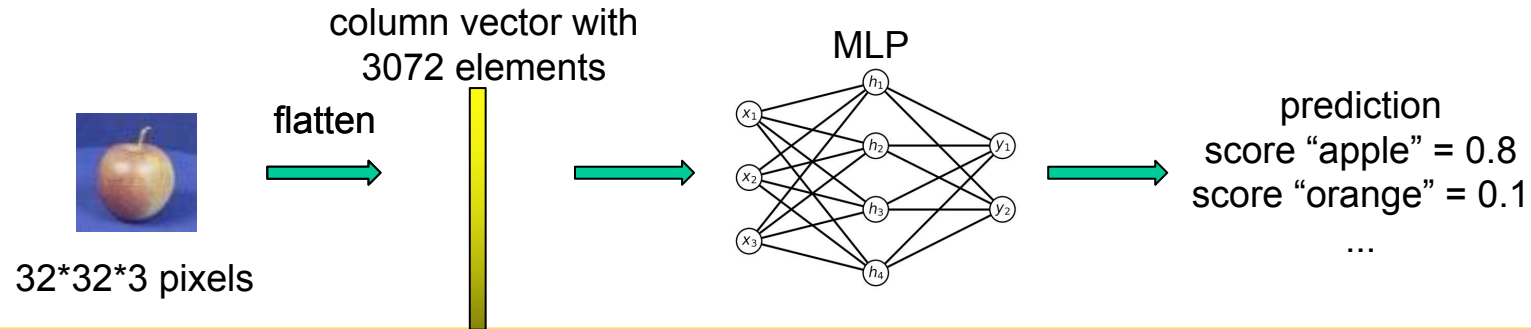 column vector with
3072 elements
flatten
32*32*3 pixels
MLP
x₁
x₂
x₃
h₁
h₂
h₃
h₄
y₁
y₂
prediction
score “apple” = 0.8
score “orange” = 0.1
...